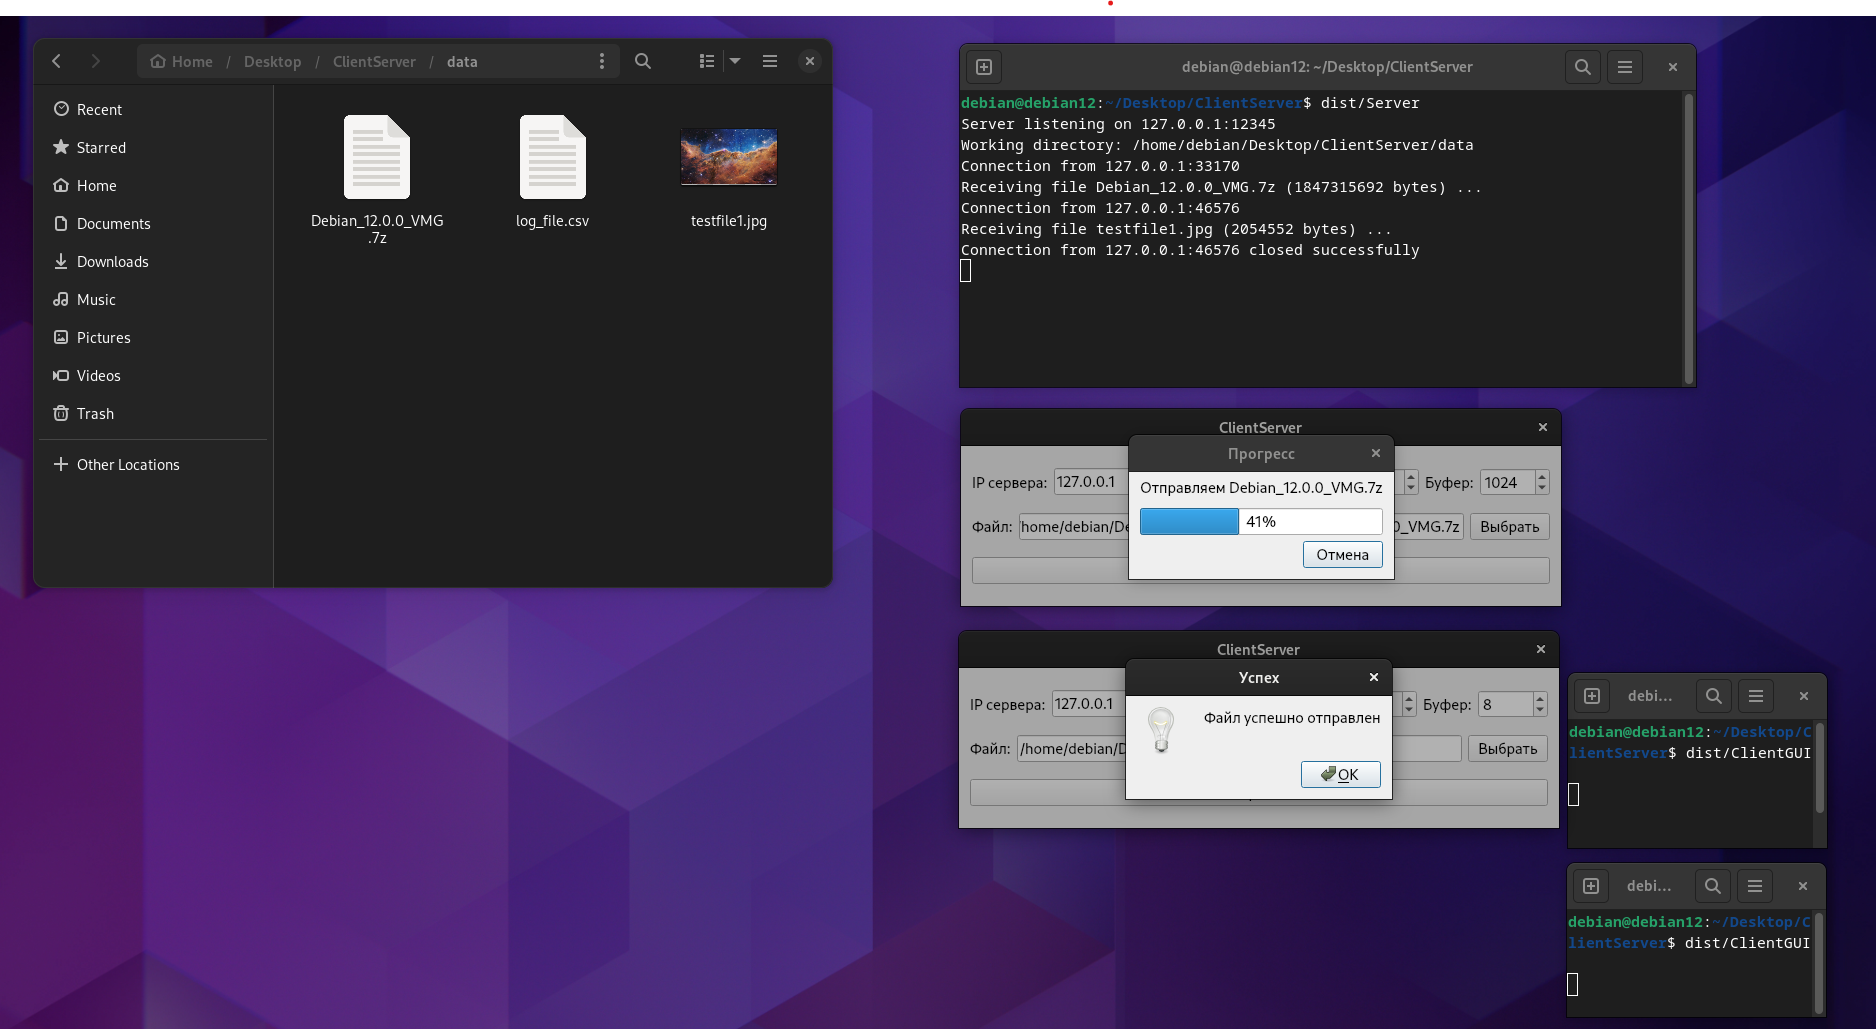 Home / Desktop / ClientServer / data
Recent
Starred
Home
Documents
Downloads
Music
Pictures
Videos
Trash
Other Locations
Debian_12.0.0_VMG
.7z
log_file.csv
testfile1.jpg
debian@debian12: ~/Desktop/ClientServer
debian@debian12:~/Desktop/ClientServer$ dist/Server
Server listening on 127.0.0.1:12345
Working directory: /home/debian/Desktop/ClientServer/data
Connection from 127.0.0.1:33170
Receiving file Debian_12.0.0_VMG.7z (1847315692 bytes) ...
Connection from 127.0.0.1:46576
Receiving file testfile1.jpg (2054552 bytes) ...
Connection from 127.0.0.1:46576 closed successfully
ClientServer
Прогресс
IP сервера: 127.0.0.1
Буфер: 1024
Отправляем Debian_12.0.0_VMG.7z
41%
Файл: /home/debian/De
0_VMG.7z Выбрать
Отмена
ClientServer
Успех
IP сервера: 127.0.0.1
Буфер: 8
Файл успешно отправлен
Файл: /home/debian/D
Выбрать
OK
debi...
debian@debian12:~/Desktop/C
lientServer$ dist/ClientGUI
debi...
debian@debian12:~/Desktop/C
lientServer$ dist/ClientGUI